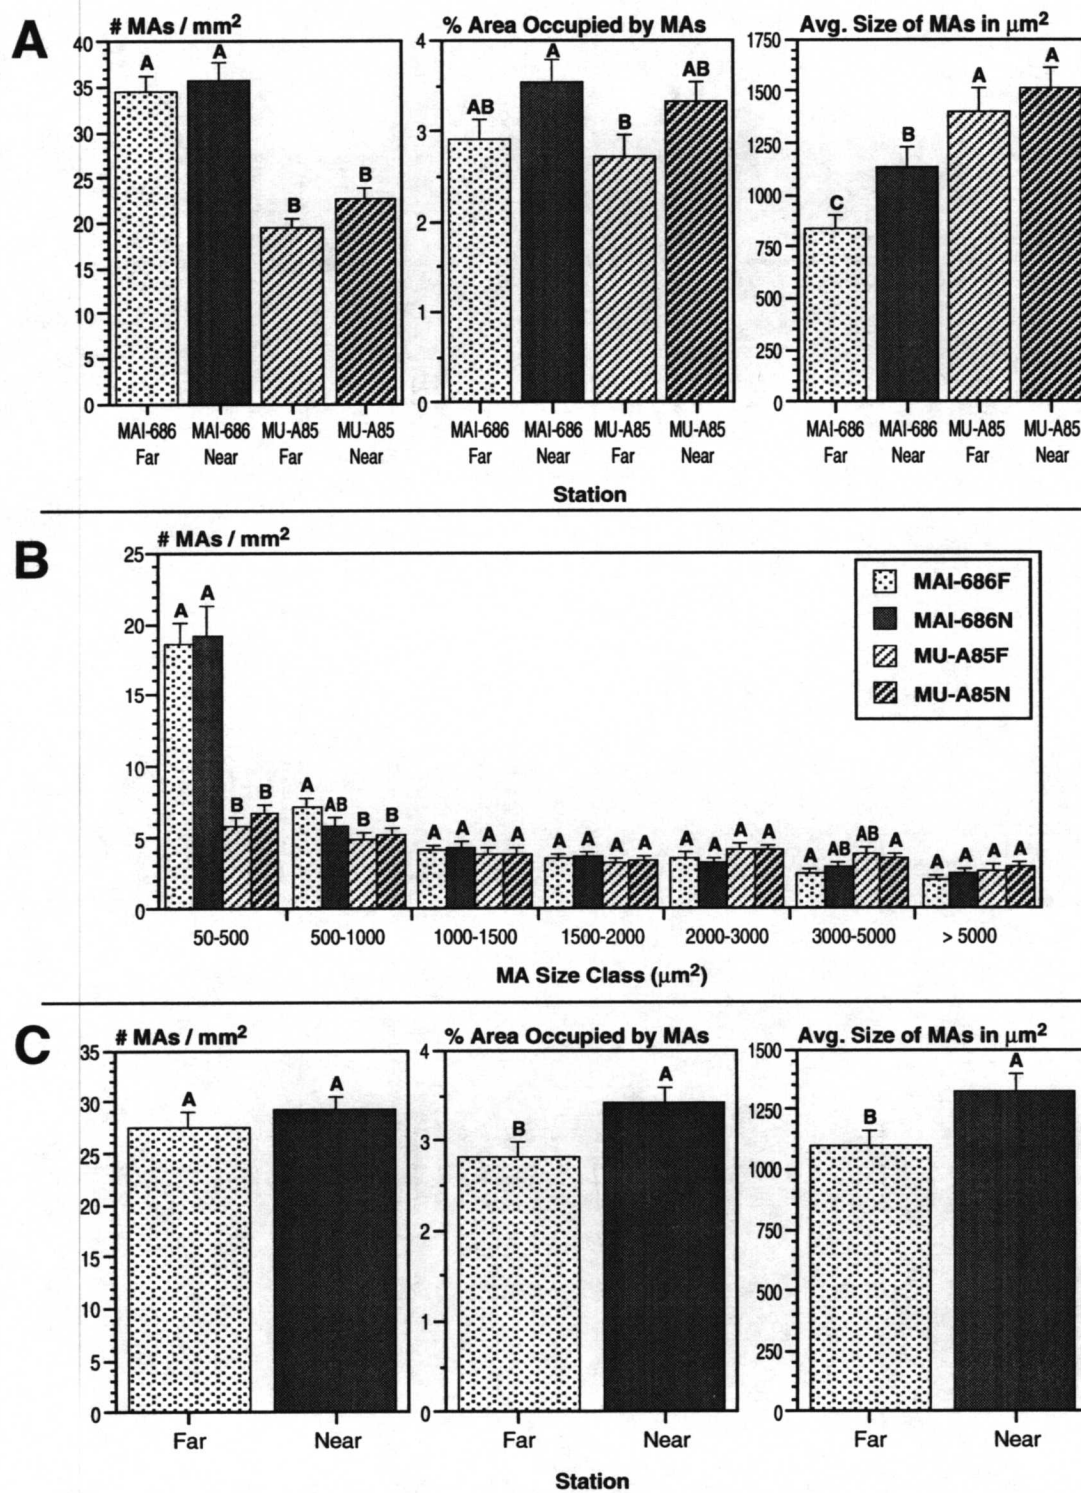 A
# MAs / mm²
% Area Occupied by MAs
Avg. Size of MAs in μm²
40
35
30
25
20
15
10
5
0
A
A
B
B
MAI-686 Far
MAI-686 Near
MU-A85 Far
MU-A85 Near
4
3
2
1
0
AB
A
B
AB
MAI-686 Far
MAI-686 Near
MU-A85 Far
MU-A85 Near
1750
1500
1250
1000
750
500
250
0
C
B
A
A
MAI-686 Far
MAI-686 Near
MU-A85 Far
MU-A85 Near
Station
B
# MAs / mm²
25
20
15
10
5
0
A
A
B
B
A
AB
B
B
A
A
A
A
A
A
A
A
A
A
A
A
A
AB
AB
A
A
A
A
A
MAI-686F
MAI-686N
MU-A85F
MU-A85N
50-500
500-1000
1000-1500
1500-2000
2000-3000
3000-5000
> 5000
MA Size Class (μm²)
C
# MAs / mm²
% Area Occupied by MAs
Avg. Size of MAs in μm²
35
30
25
20
15
10
5
0
A
A
Far
Near
4
3
2
1
0
B
A
Far
Near
1500
1250
1000
750
500
250
0
B
A
Far
Near
Station